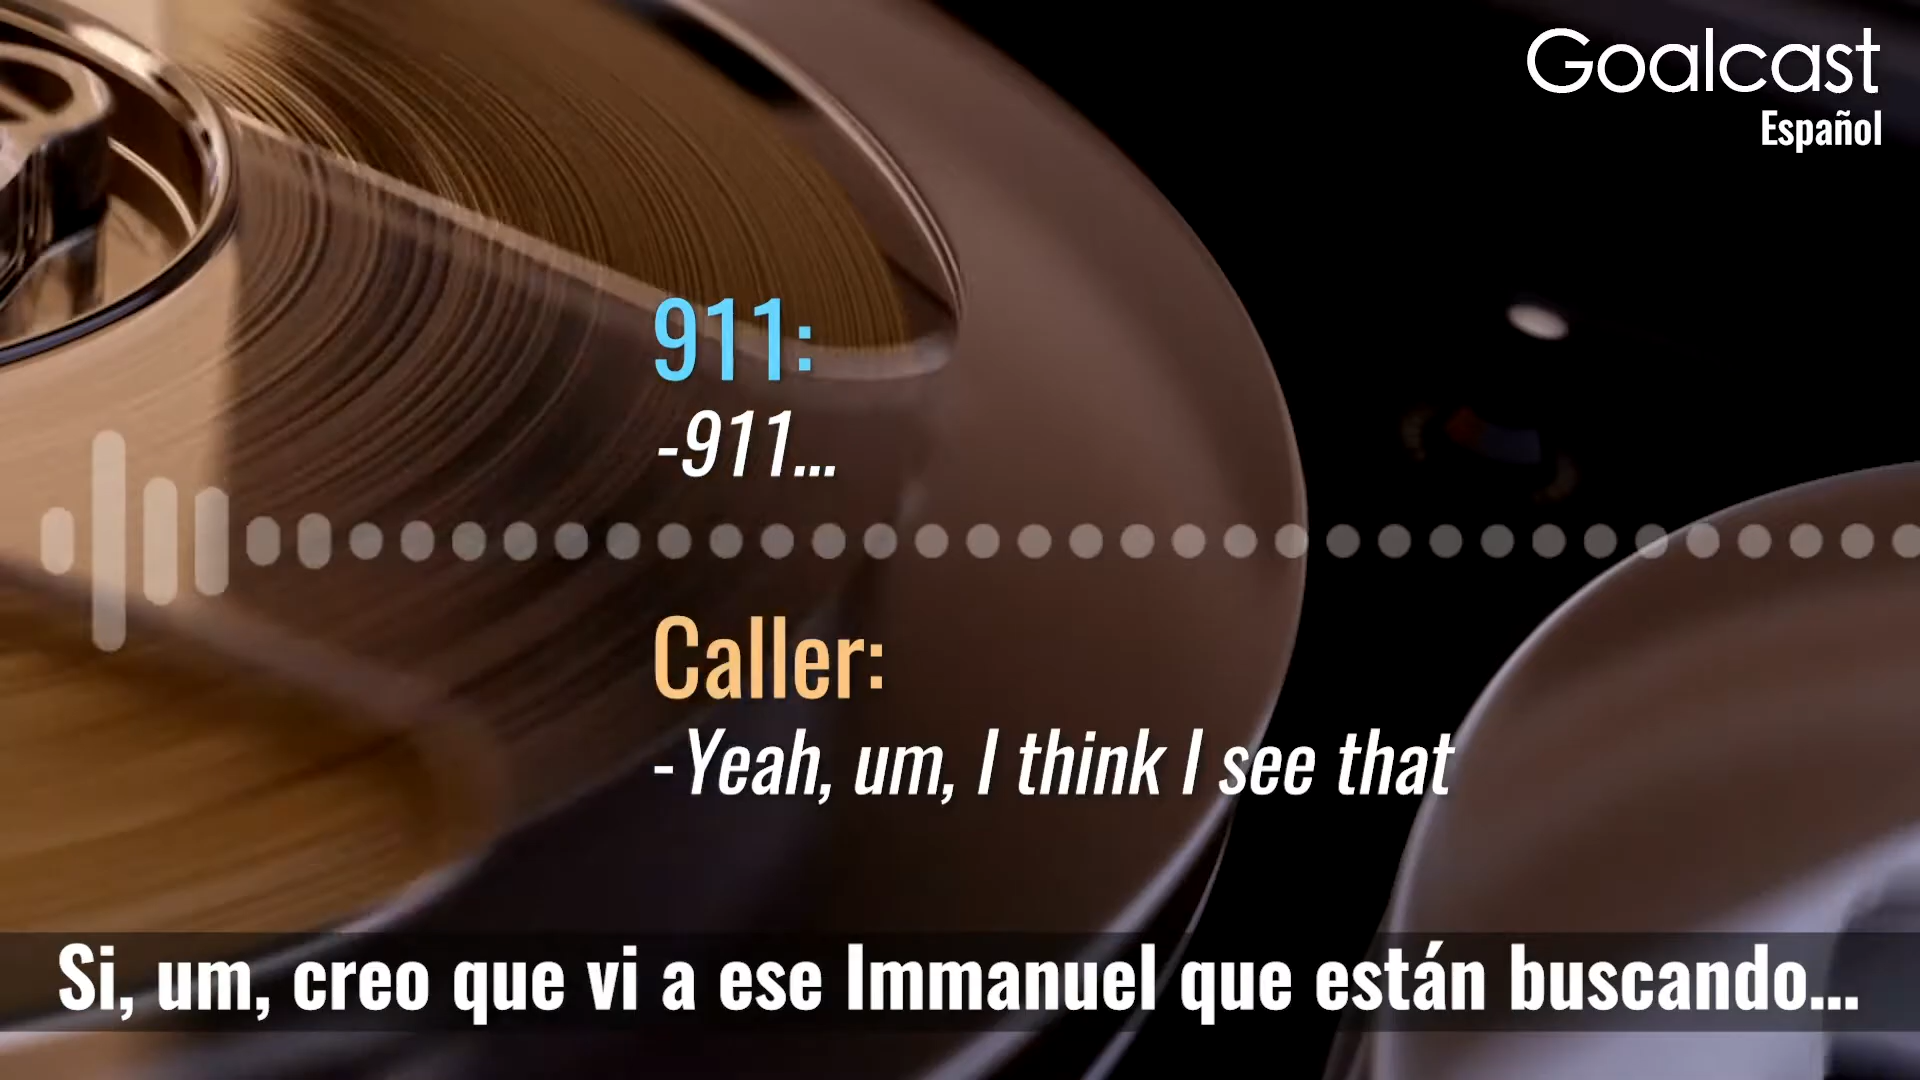 Goalcast
Español
911:
-911...
Caller:
-Yeah, um, I think I see that
Si, um, creo que vi a ese Immanuel que están buscando...